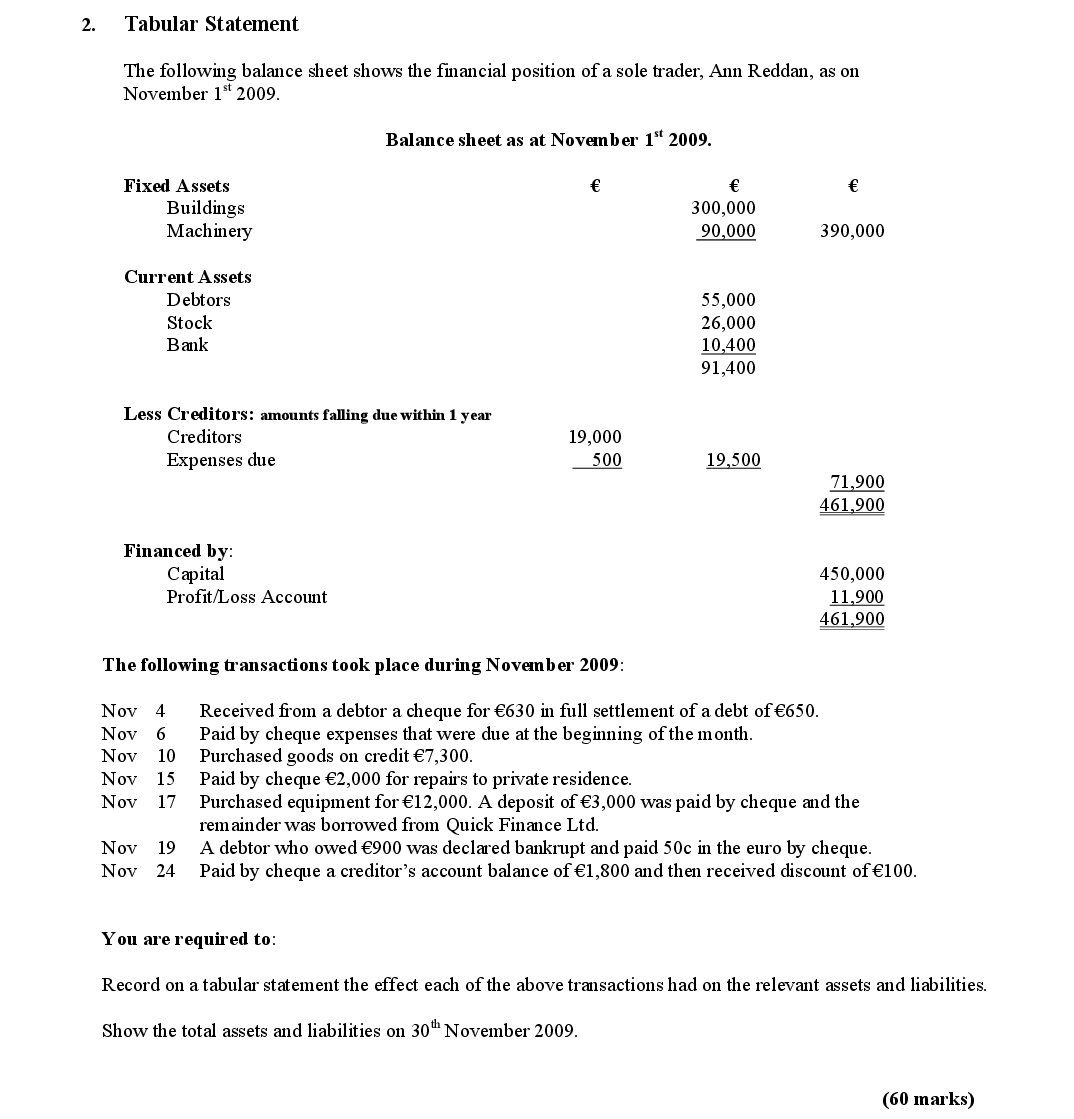 2. Tabular Statement
The following balance sheet shows the financial position of a sole trader, Ann Reddan, as on
November 1st 2009.
Balance sheet as at November 1st 2009.
Fixed Assets € € €
Buildings 300,000
Machinery 90,000 390,000
Current Assets
Debtors 55,000
Stock 26,000
Bank 10,400
91,400
Less Creditors: amounts falling due within 1 year
Creditors 19,000
Expenses due 500 19,500
71,900
461,900
Financed by:
Capital 450,000
Profit/Loss Account 11,900
461,900
The following transactions took place during November 2009:
Nov 4 Received from a debtor a cheque for €630 in full settlement of a debt of €650.
Nov 6 Paid by cheque expenses that were due at the beginning of the month.
Nov 10 Purchased goods on credit €7,300.
Nov 15 Paid by cheque €2,000 for repairs to private residence.
Nov 17 Purchased equipment for €12,000. A deposit of €3,000 was paid by cheque and the
remainder was borrowed from Quick Finance Ltd.
Nov 19 A debtor who owed €900 was declared bankrupt and paid 50c in the euro by cheque.
Nov 24 Paid by cheque a creditor's account balance of €1,800 and then received discount of €100.
You are required to:
Record on a tabular statement the effect each of the above transactions had on the relevant assets and liabilities.
Show the total assets and liabilities on 30th November 2009.
(60 marks)